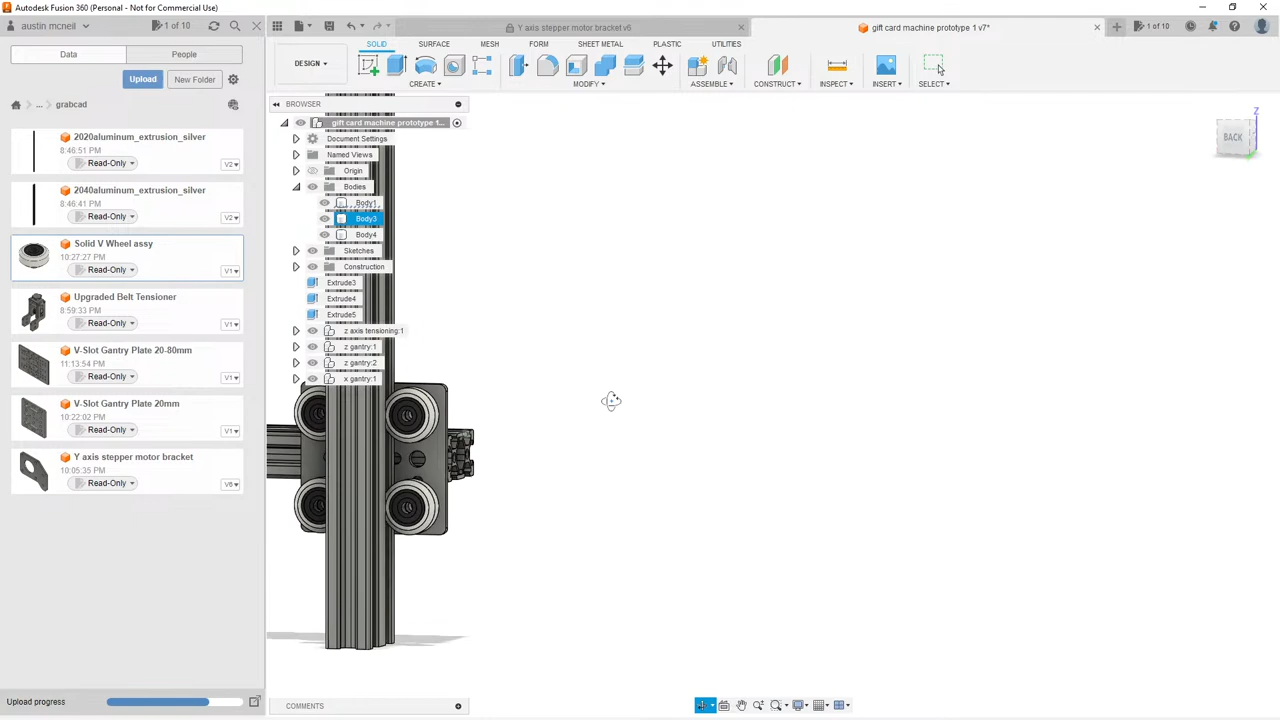 Autodesk Fusion 360 (Personal - Not for Commercial Use)
austin mcneil
1 of 10
Y axis stepper motor bracket v6
gift card machine prototype 1 v7*
1 of 10
Data
People
Upload
New Folder
... grabcad
2020aluminum_extrusion_silver
8:46:51 PM
Read-Only
V2
2040aluminum_extrusion_silver
8:46:41 PM
Read-Only
V2
Solid V Wheel assy
10:27:27 PM
Read-Only
V1
Upgraded Belt Tensioner
8:59:33 PM
Read-Only
V1
V-Slot Gantry Plate 20-80mm
11:13:54 PM
Read-Only
V1
V-Slot Gantry Plate 20mm
10:22:02 PM
Read-Only
V1
Y axis stepper motor bracket
10:05:35 PM
Read-Only
V6
Upload progress
DESIGN
SOLID
SURFACE
MESH
FORM
SHEET METAL
PLASTIC
UTILITIES
CREATE
MODIFY
ASSEMBLE
CONSTRUCT
INSPECT
INSERT
SELECT
BROWSER
gift card machine prototype 1...
Document Settings
Named Views
Origin
Bodies
Body1
Body3
Body4
Sketches
Construction
Extrude3
Extrude4
Extrude5
z axis tensioning:1
z gantry:1
z gantry:2
x gantry:1
Z
BACK
COMMENTS